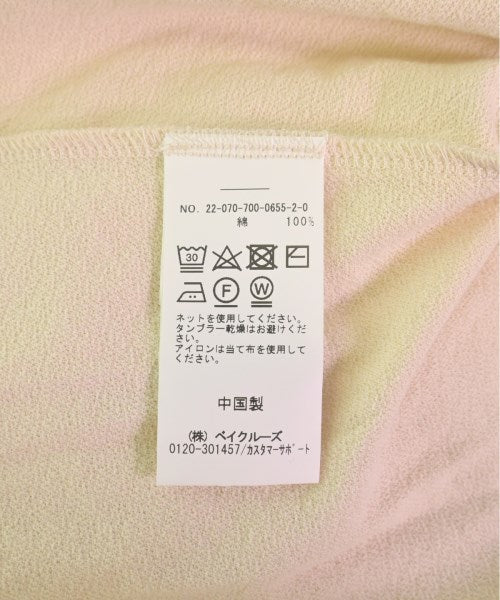 NO. 22-070-700-0655-2-0
綿 100%
30
F W
ネットを使用してください。
タンブラー乾燥はお避けくださ
い。
アイロンは当て布を使用して
ください。
中国製
(株) ベイクルーズ
0120-301457/カスタマーサポート